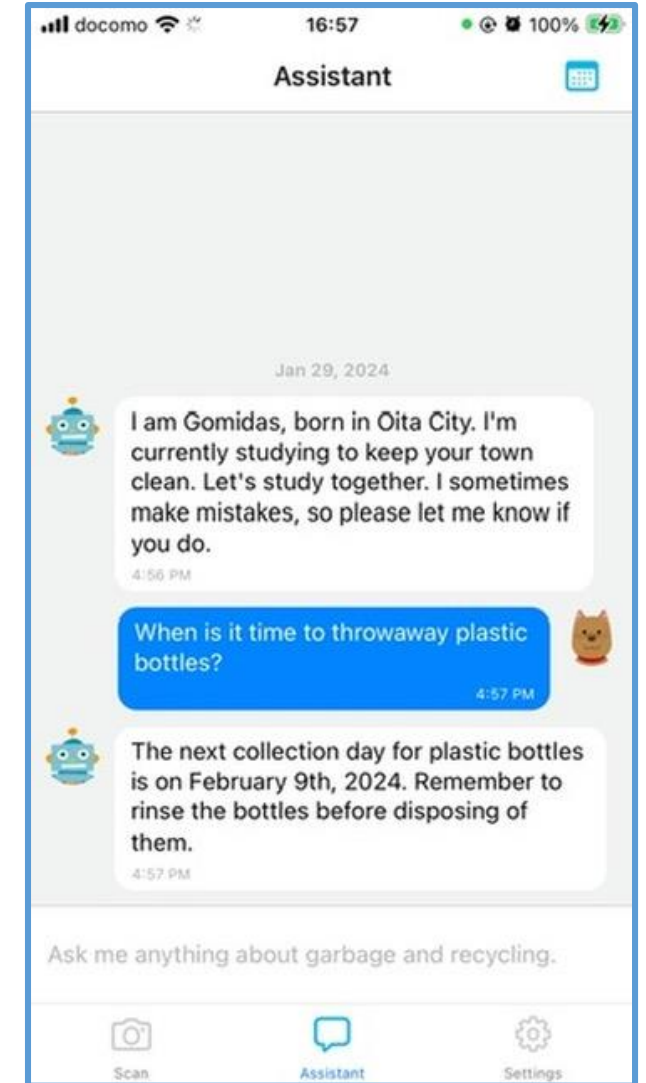 docomo 16:57 100%
Assistant
Jan 29, 2024
I am Gomidas, born in Oita City. I'm
currently studying to keep your town
clean. Let's study together. I sometimes
make mistakes, so please let me know if
you do.
4:56 PM
When is it time to throwaway plastic
bottles?
4:57 PM
The next collection day for plastic bottles
is on February 9th, 2024. Remember to
rinse the bottles before disposing of
them.
4:57 PM
Ask me anything about garbage and recycling.
Scan Assistant Settings